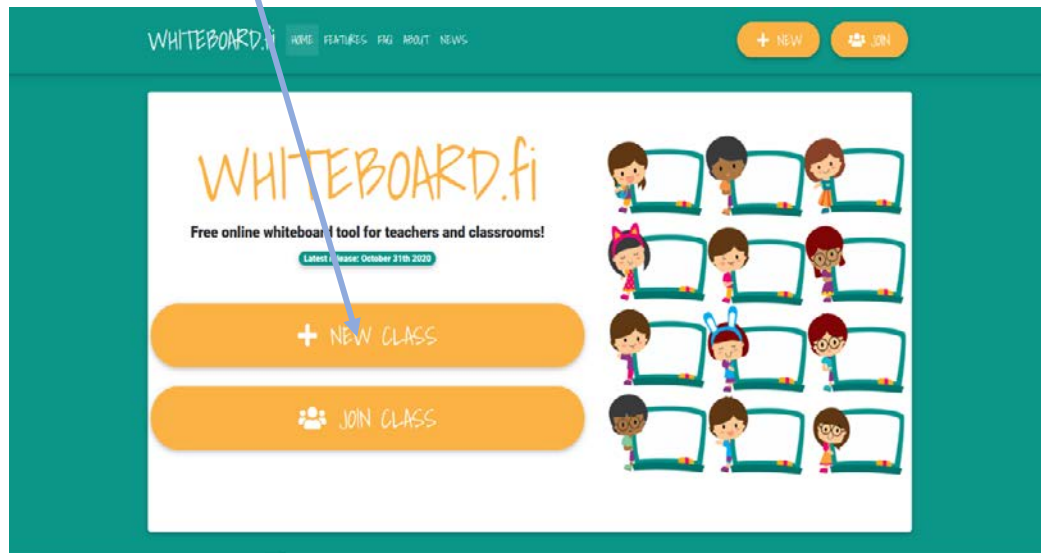 WHITEBOARD.fi HOME FEATURES FAQ ABOUT NEWS + NEW JOIN
WHITEBOARD.fi
Free online whiteboard tool for teachers and classrooms!
Latest release: October 31th 2020
+ NEW CLASS
JOIN CLASS